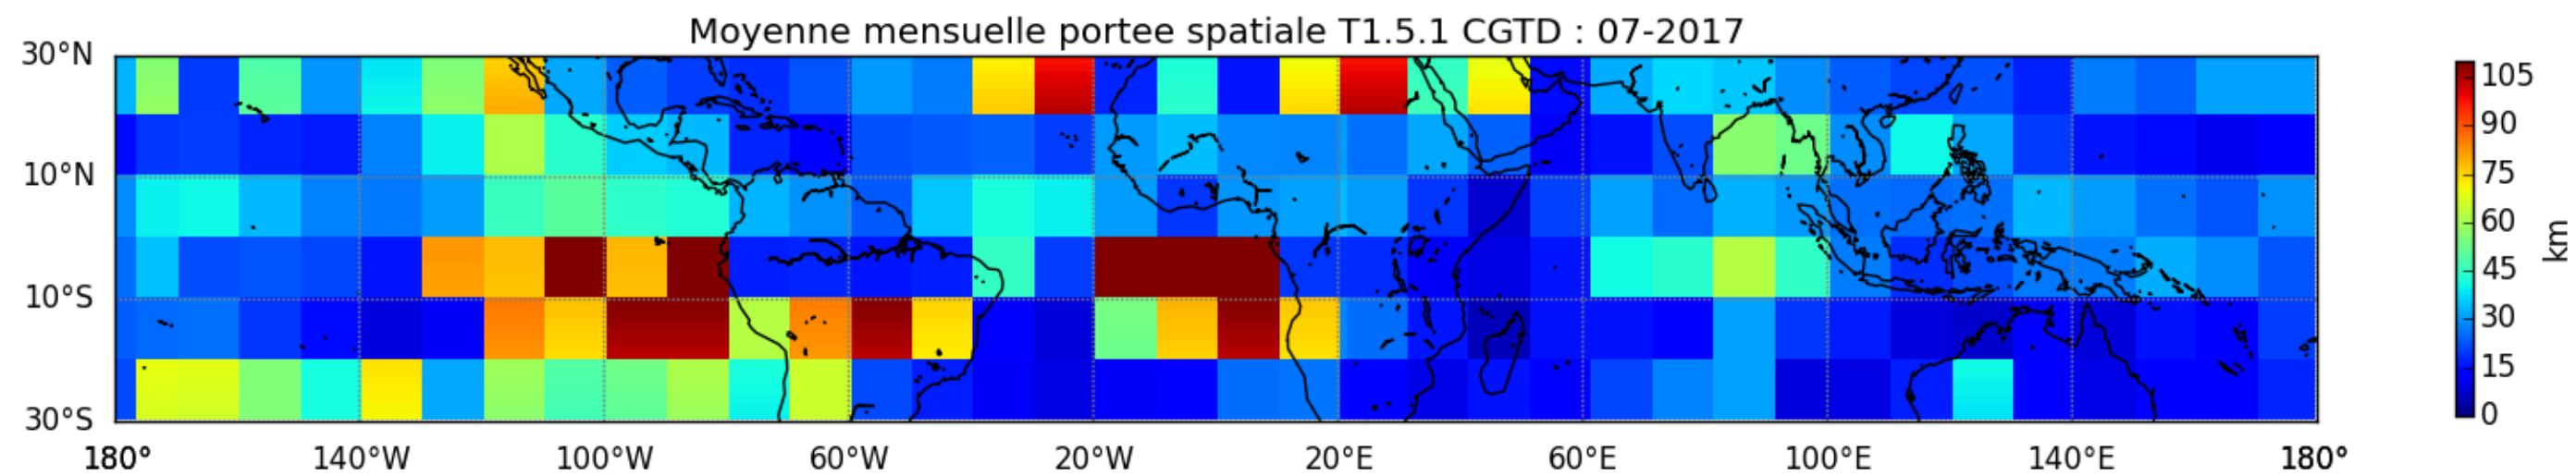 Moyenne mensuelle portee spatiale T1.5.1 CGTD : 07-2017
30°N
10°N
10°S
30°S
180° 140°W 100°W 60°W 20°W 20°E 60°E 100°E 140°E 180°
105
90
75
60
45
30
15
0
km